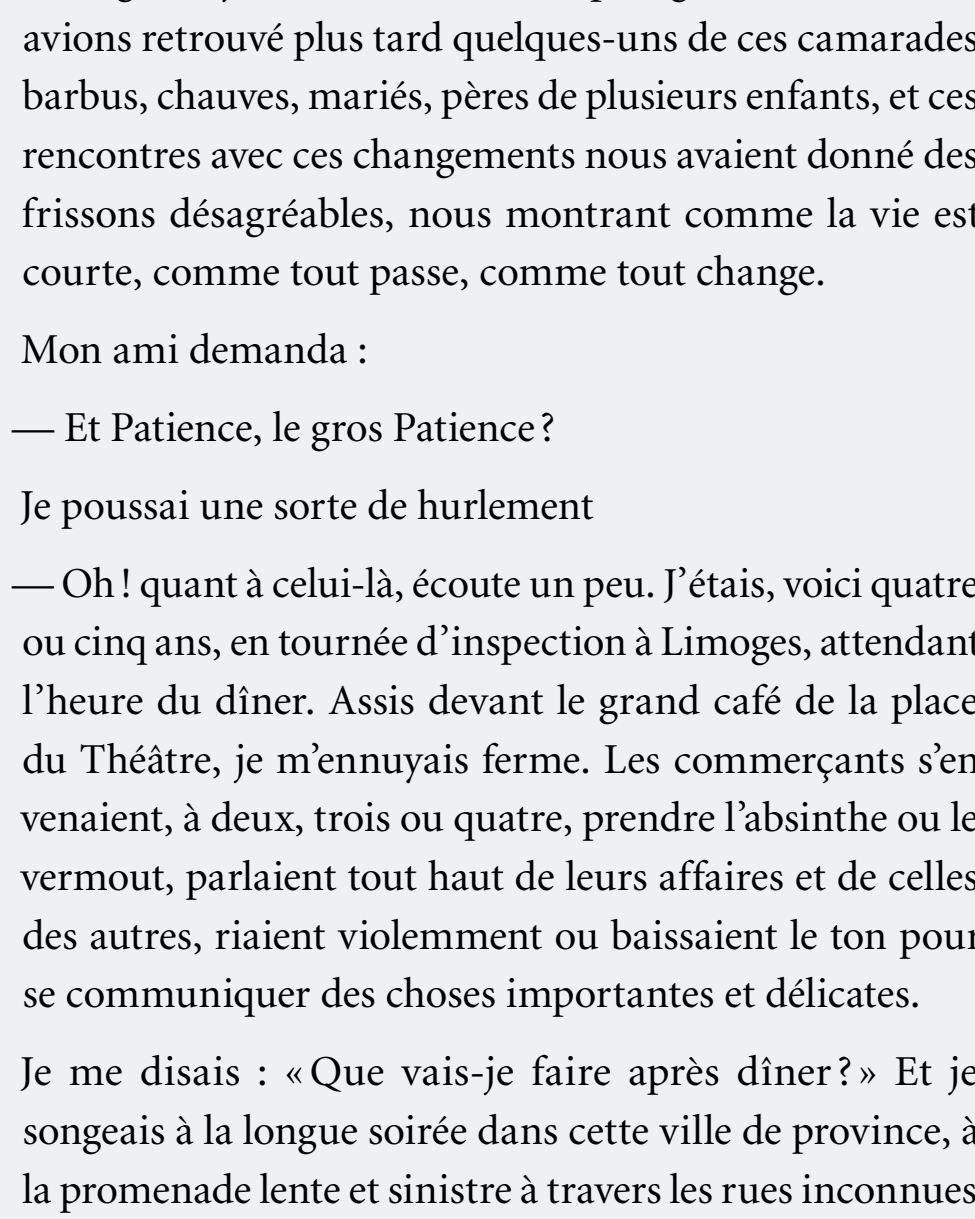 avions retrouvé plus tard quelques-uns de ces camarades
barbus, chauves, mariés, pères de plusieurs enfants, et ces
rencontres avec ces changements nous avaient donné des
frissons désagréables, nous montrant comme la vie est
courte, comme tout passe, comme tout change.
Mon ami demanda :
— Et Patience, le gros Patience ?
Je poussai une sorte de hurlement
— Oh ! quant à celui-là, écoute un peu. J’étais, voici quatre
ou cinq ans, en tournée d’inspection à Limoges, attendant
l’heure du dîner. Assis devant le grand café de la place
du Théâtre, je m’ennuyais ferme. Les commerçants s’en
venaient, à deux, trois ou quatre, prendre l’absinthe ou le
vermout, parlaient tout haut de leurs affaires et de celles
des autres, riaient violemment ou baissaient le ton pour
se communiquer des choses importantes et délicates.
Je me disais : « Que vais-je faire après dîner ? » Et je
songeais à la longue soirée dans cette ville de province, à
la promenade lente et sinistre à travers les rues inconnues